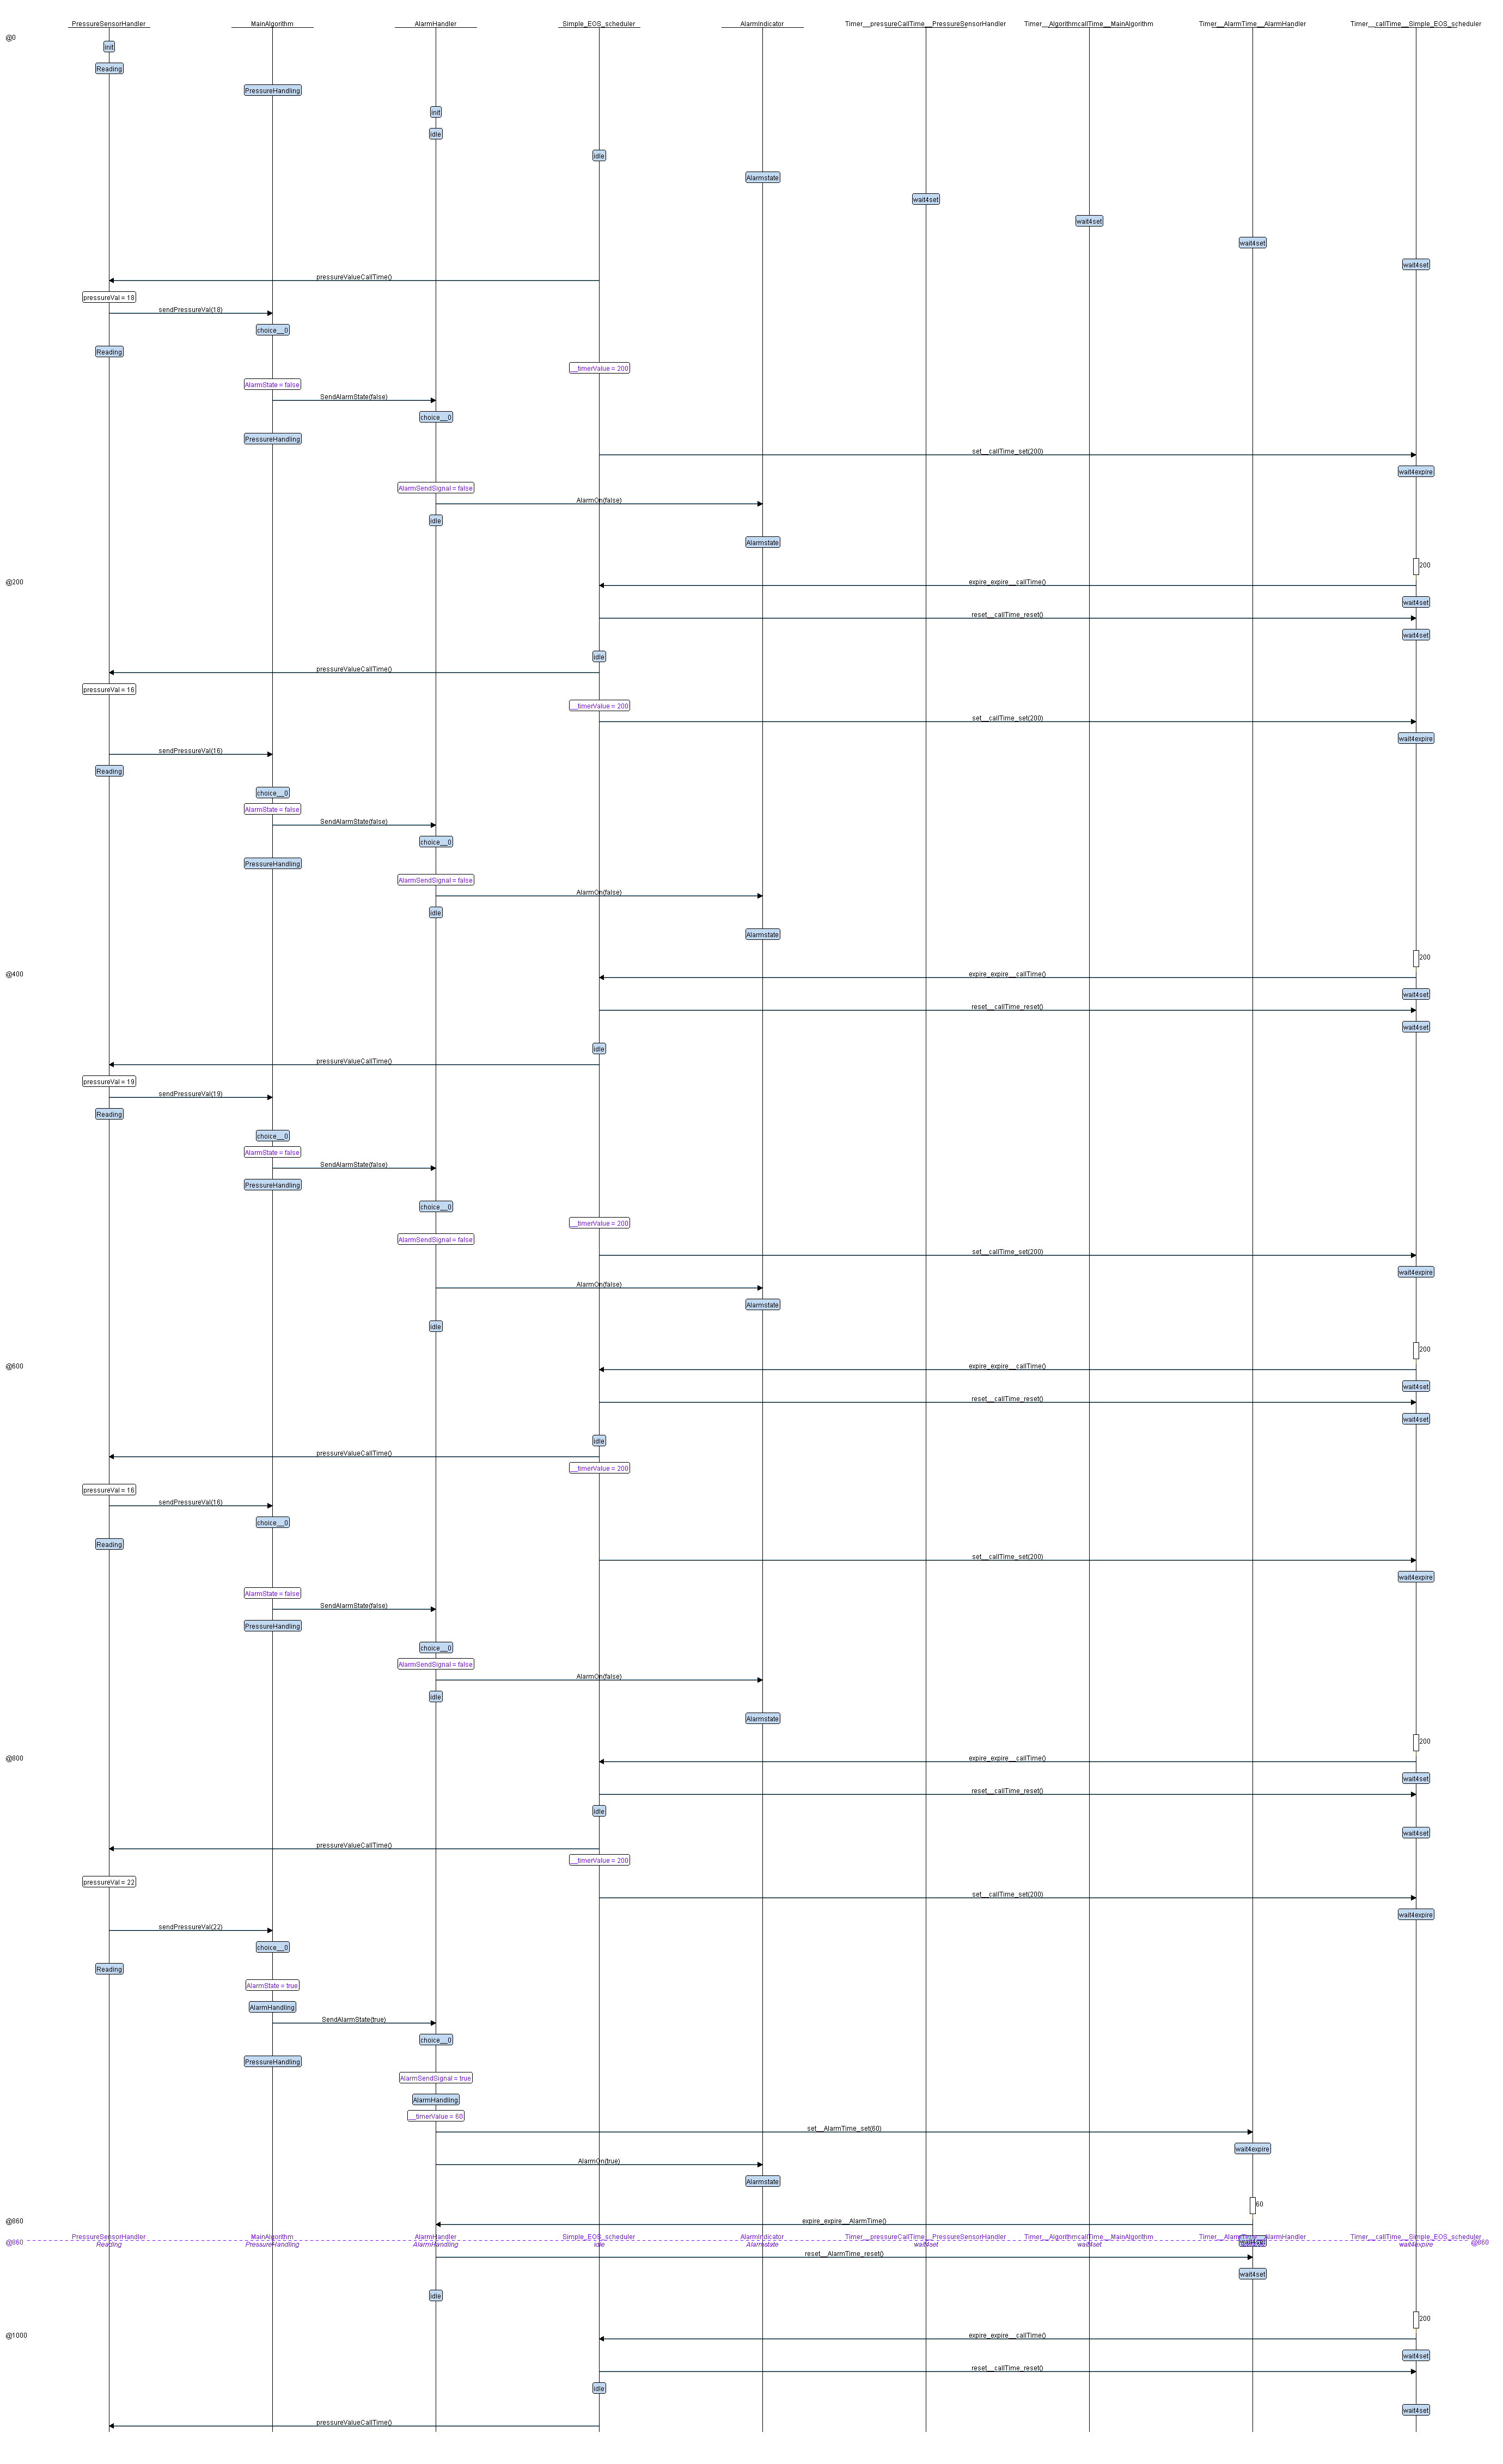 PressureSensorHandler MainAlgorithm AlarmHandler Simple_EOS_scheduler AlarmIndicator Timer__pressureCallTime__PressureSensorHandler Timer__AlgorithmcallTime__MainAlgorithm Timer__AlarmTime__AlarmHandler Timer__callTime__Simple_EOS_scheduler
@0
init
Reading
PressureHandling
init
idle
idle
Alarmstate
wait4set
wait4set
wait4set
wait4set
pressureValueCallTime()
pressureVal = 18
sendPressureVal(18)
choice__0
Reading
__timerValue = 200
AlarmState = false
SendAlarmState(false)
choice__0
PressureHandling
set__callTime_set(200)
wait4expire
AlarmSendSignal = false
AlarmOn(false)
idle
Alarmstate
200
@200
expire_expire__callTime()
wait4set
reset__callTime_reset()
wait4set
idle
pressureValueCallTime()
pressureVal = 16
__timerValue = 200
set__callTime_set(200)
wait4expire
sendPressureVal(16)
Reading
choice__0
AlarmState = false
SendAlarmState(false)
choice__0
PressureHandling
AlarmSendSignal = false
AlarmOn(false)
idle
Alarmstate
200
@400
expire_expire__callTime()
wait4set
reset__callTime_reset()
wait4set
idle
pressureValueCallTime()
pressureVal = 19
sendPressureVal(19)
Reading
choice__0
AlarmState = false
SendAlarmState(false)
PressureHandling
choice__0
__timerValue = 200
AlarmSendSignal = false
set__callTime_set(200)
wait4expire
AlarmOn(false)
Alarmstate
idle
200
@600
expire_expire__callTime()
wait4set
reset__callTime_reset()
wait4set
idle
pressureValueCallTime()
__timerValue = 200
pressureVal = 16
sendPressureVal(16)
choice__0
Reading
set__callTime_set(200)
wait4expire
AlarmState = false
SendAlarmState(false)
PressureHandling
choice__0
AlarmSendSignal = false
AlarmOn(false)
idle
Alarmstate
200
@800
expire_expire__callTime()
wait4set
reset__callTime_reset()
idle
wait4set
pressureValueCallTime()
__timerValue = 200
pressureVal = 22
set__callTime_set(200)
wait4expire
sendPressureVal(22)
choice__0
Reading
AlarmState = true
AlarmHandling
SendAlarmState(true)
choice__0
PressureHandling
AlarmSendSignal = true
AlarmHandling
__timerValue = 60
set__AlarmTime_set(60)
wait4expire
AlarmOn(true)
Alarmstate
60
@860
expire_expire__AlarmTime()
PressureSensorHandler MainAlgorithm AlarmHandler Simple_EOS_scheduler AlarmIndicator Timer__pressureCallTime__PressureSensorHandler Timer__AlgorithmcallTime__MainAlgorithm Timer__AlarmTime__AlarmHandler Timer__callTime__Simple_EOS_scheduler
@860 Reading PressureHandling AlarmHandling idle Alarmstate wait4set wait4set wait4set wait4expire @860
reset__AlarmTime_reset()
wait4set
idle
200
@1000
expire_expire__callTime()
wait4set
reset__callTime_reset()
idle
wait4set
pressureValueCallTime()